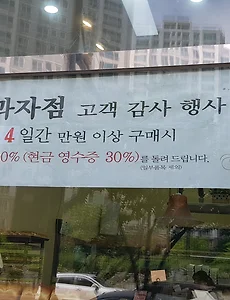 과자점 고객 감사 행사
4 일간 만원 이상 구매시
0% (현금 영수증 30%)를 돌려 드립니다.
(일부품목 제외)